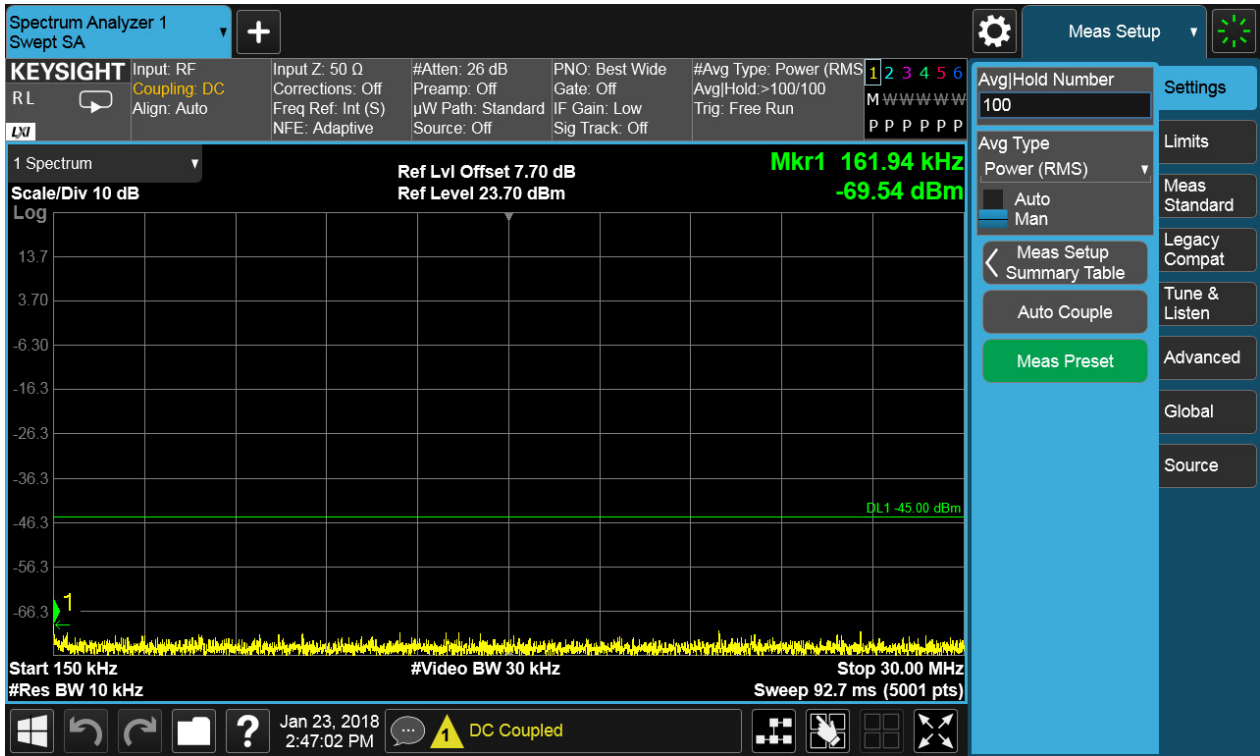 Spectrum Analyzer 1
Swept SA
+
Meas Setup
KEYSIGHT
RL
LXI
Input: RF
Coupling: DC
Align: Auto
Input Z: 50 Ω
Corrections: Off
Freq Ref: Int (S)
NFE: Adaptive
#Atten: 26 dB
Preamp: Off
µW Path: Standard
Source: Off
PNO: Best Wide
Gate: Off
IF Gain: Low
Sig Track: Off
#Avg Type: Power (RMS
Avg|Hold:>100/100
Trig: Free Run
1 2 3 4 5 6
M W W W W W
P P P P P P
1 Spectrum
Scale/Div 10 dB
Log
Ref Lvl Offset 7.70 dB
Ref Level 23.70 dBm
Mkr1 161.94 kHz
-69.54 dBm
13.7
3.70
-6.30
-16.3
-26.3
-36.3
-46.3
-56.3
-66.3
DL1 -45.00 dBm
1
Start 150 kHz
#Video BW 30 kHz
Stop 30.00 MHz
#Res BW 10 kHz
Sweep 92.7 ms (5001 pts)
Avg|Hold Number
100
Avg Type
Power (RMS)
Auto
Man
Meas Setup
Summary Table
Auto Couple
Meas Preset
Settings
Limits
Meas
Standard
Legacy
Compat
Tune &
Listen
Advanced
Global
Source
?
Jan 23, 2018
2:47:02 PM
1
DC Coupled